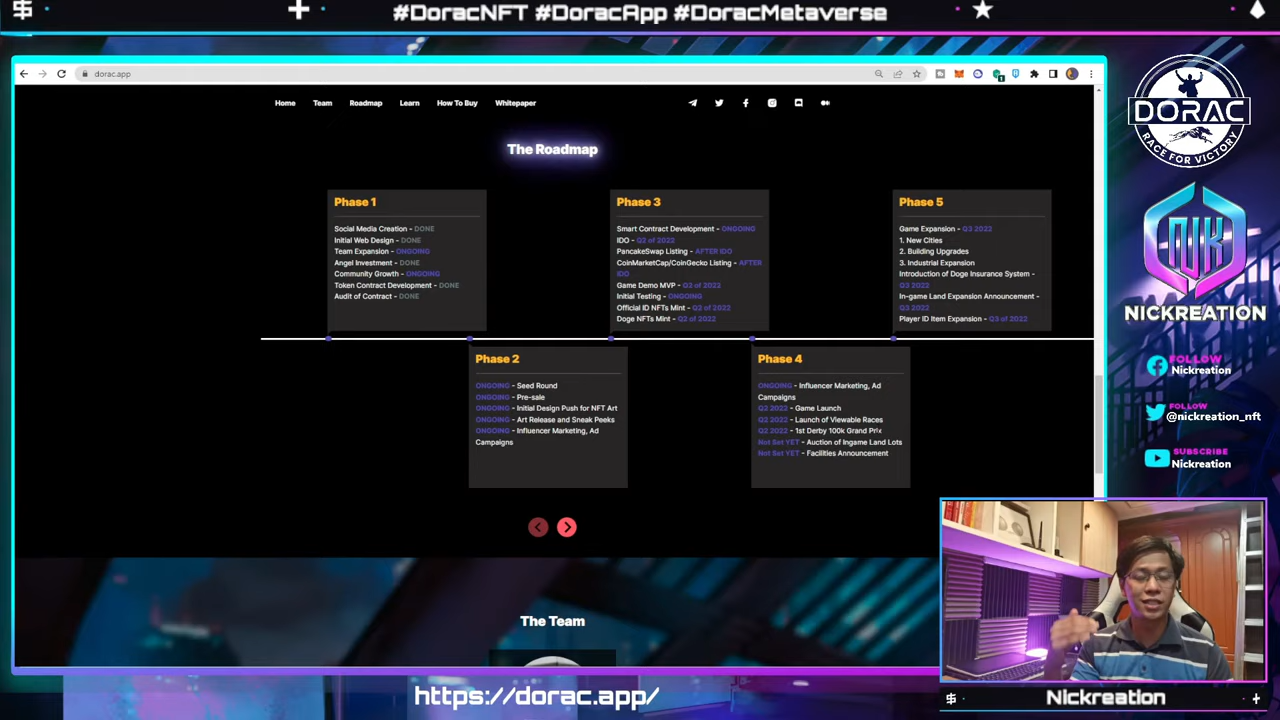 #DoracNFT #DoracApp #DoracMetaverse
dorac.app
Home Team Roadmap Learn How To Buy Whitepaper
The Roadmap
Phase 1
Social Media Creation - DONE
Initial Web Design - DONE
Team Expansion - ONGOING
Angel Investment - DONE
Community Growth - ONGOING
Token Contract Development - DONE
Audit of Contract - DONE
Phase 3
Smart Contract Development - ONGOING
IDO - Q2 of 2022
PancakeSwap Listing - AFTER IDO
CoinMarketCap/CoinGecko Listing - AFTER
IDO
Game Demo MVP - Q2 of 2022
Initial Testing - ONGOING
Official ID NFTs Mint - Q2 of 2022
Doge NFTs Mint - Q2 of 2022
Phase 5
Game Expansion - Q3 2022
1. New Cities
2. Building Upgrades
3. Industrial Expansion
Introduction of Doge Insurance System -
Q3 2022
In-game Land Expansion Announcement -
Q3 2022
Player ID Item Expansion - Q3 of 2022
Phase 2
ONGOING - Seed Round
ONGOING - Pre-sale
ONGOING - Initial Design Push for NFT Art
ONGOING - Art Release and Sneak Peeks
ONGOING - Influencer Marketing, Ad
Campaigns
Phase 4
ONGOING - Influencer Marketing, Ad
Campaigns
Q2 2022 - Game Launch
Q2 2022 - Launch of Viewable Races
Q2 2022 - 1st Derby 100k Grand Prix
Not Set YET - Auction of Ingame Land Lots
Not Set YET - Facilities Announcement
The Team
DORAC
RACE FOR VICTORY
NICKREATION
FOLLOW
Nickreation
FOLLOW
@nickreation_nft
SUBSCRIBE
Nickreation
https://dorac.app/
Nickreation